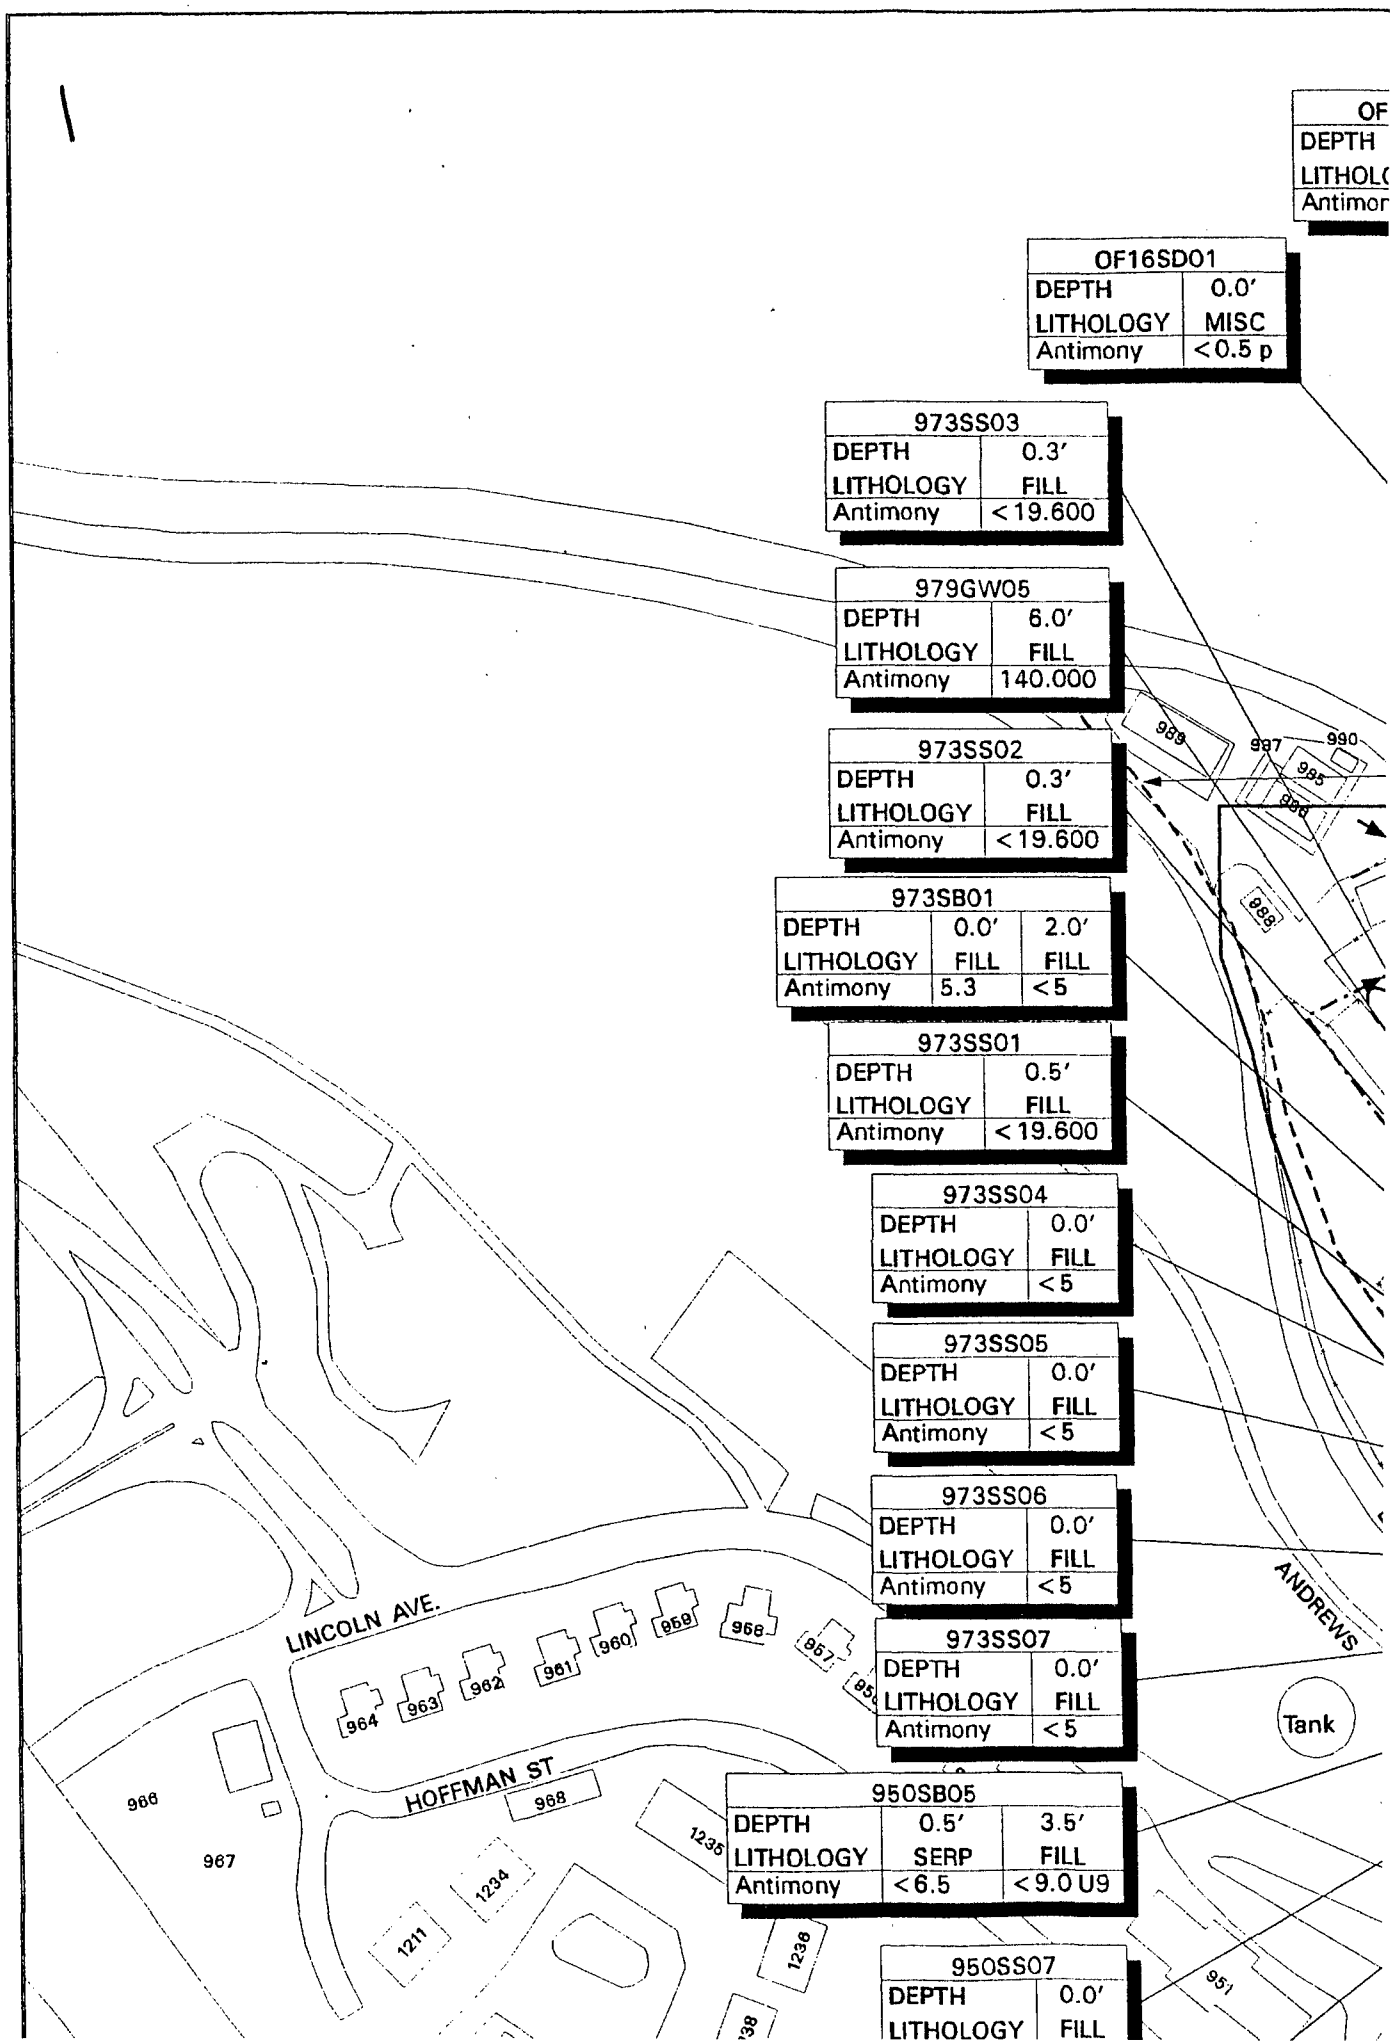 OF
DEPTH
LITHOLO
Antimon
OF16SD01
DEPTH 0.0′
LITHOLOGY MISC
Antimony <0.5 p
973SS03
DEPTH 0.3′
LITHOLOGY FILL
Antimony <19.600
979GW05
DEPTH 6.0′
LITHOLOGY FILL
Antimony 140.000
989
987
990
985
986
973SS02
DEPTH 0.3′
LITHOLOGY FILL
Antimony <19.600
988
973SB01
DEPTH 0.0′ 2.0′
LITHOLOGY FILL FILL
Antimony 5.3 <5
973SS01
DEPTH 0.5′
LITHOLOGY FILL
Antimony <19.600
973SS04
DEPTH 0.0′
LITHOLOGY FILL
Antimony <5
973SS05
DEPTH 0.0′
LITHOLOGY FILL
Antimony <5
973SS06
DEPTH 0.0′
LITHOLOGY FILL
Antimony <5
ANDREWS
LINCOLN AVE.
964
963
962
961
960
959
958
957
973SS07
DEPTH 0.0′
LITHOLOGY FILL
Antimony <5
Tank
HOFFMAN ST
968
966
967
1235
950SB05
DEPTH 0.5′ 3.5′
LITHOLOGY SERP FILL
Antimony <6.5 <9.0 U9
1234
1211
1236
951
950SS07
DEPTH 0.0′
LITHOLOGY FILL